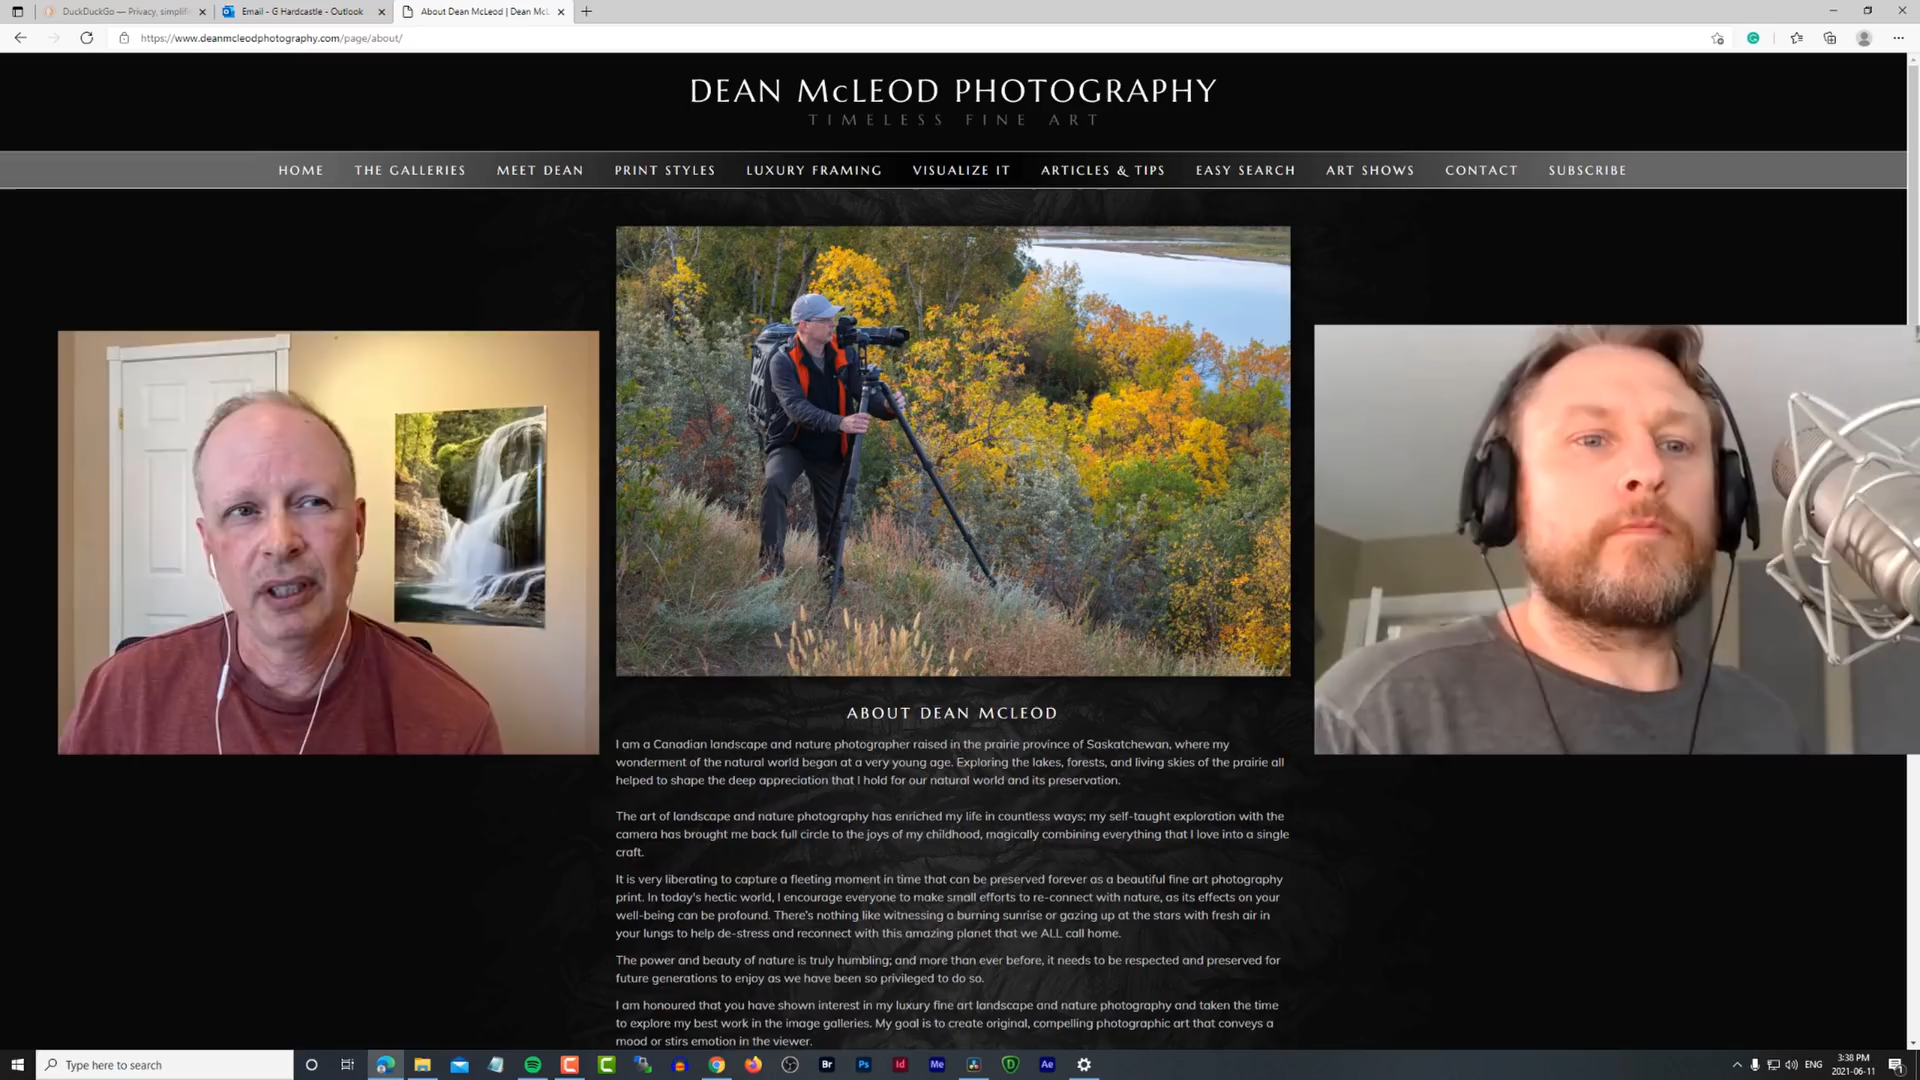 DuckDuckGo — Privacy, simplifi
Email - G Hardcastle - Outlook
About Dean McLeod | Dean McL
https://www.deanmcleodphotography.com/page/about/
DEAN McLEOD PHOTOGRAPHY
TIMELESS FINE ART
HOME THE GALLERIES MEET DEAN PRINT STYLES LUXURY FRAMING VISUALIZE IT ARTICLES & TIPS EASY SEARCH ART SHOWS CONTACT SUBSCRIBE
ABOUT DEAN MCLEOD
I am a Canadian landscape and nature photographer raised in the prairie province of Saskatchewan, where my
wonderment of the natural world began at a very young age. Exploring the lakes, forests, and living skies of the prairie all
helped to shape the deep appreciation that I hold for our natural world and its preservation.
The art of landscape and nature photography has enriched my life in countless ways; my self-taught exploration with the
camera has brought me back full circle to the joys of my childhood, magically combining everything that I love into a single
craft.
It is very liberating to capture a fleeting moment in time that can be preserved forever as a beautiful fine art photography
print. In today's hectic world, I encourage everyone to make small efforts to re-connect with nature, as its effects on your
well-being can be profound. There's nothing like witnessing a burning sunrise or gazing up at the stars with fresh air in
your lungs to help de-stress and reconnect with this amazing planet that we ALL call home.
The power and beauty of nature is truly humbling; and more than ever before, it needs to be respected and preserved for
future generations to enjoy as we have been so privileged to do so.
I am honoured that you have shown interest in my luxury fine art landscape and nature photography and taken the time
to explore my best work in the image galleries. My goal is to create original, compelling photographic art that conveys a
mood or stirs emotion in the viewer.
Type here to search
Br Ps Id Me Ae
ENG
3:38 PM
2021-06-11